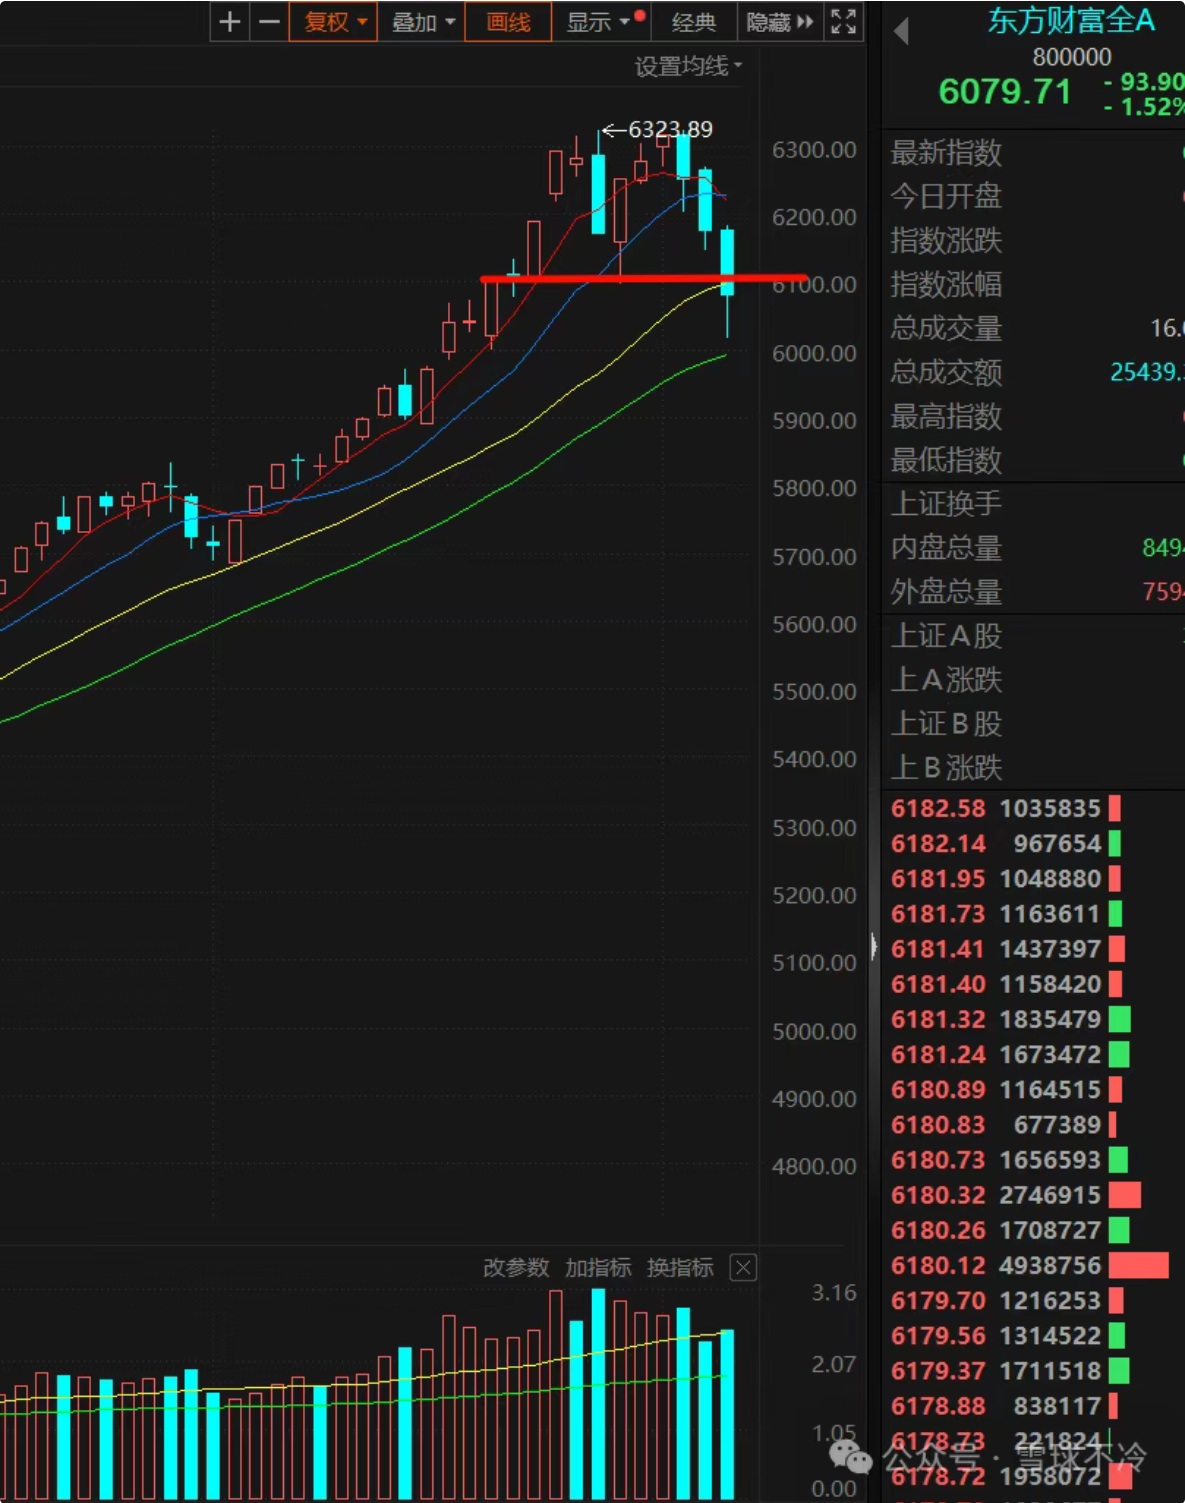 复权 叠加 画线 显示 经典 隐藏
设置均线
6323.89
6300.00
6200.00
6100.00
6000.00
5900.00
5800.00
5700.00
5600.00
5500.00
5400.00
5300.00
5200.00
5100.00
5000.00
4900.00
4800.00
改参数 加指标 换指标
3.16
2.07
1.05
0.00
东方财富全A
800000
6079.71
- 93.90
- 1.52%
最新指数
今日开盘
指数涨跌
指数涨幅
总成交量 16.
总成交额 25439.
最高指数
最低指数
上证换手
内盘总量 849
外盘总量 759
上证A股
上A涨跌
上证B股
上B涨跌
6182.58 1035835
6182.14 967654
6181.95 1048880
6181.73 1163611
6181.41 1437397
6181.40 1158420
6181.32 1835479
6181.24 1673472
6180.89 1164515
6180.83 677389
6180.73 1656593
6180.32 2746915
6180.26 1708727
6180.12 4938756
6179.70 1216253
6179.56 1314522
6179.37 1711518
6178.88 838117
6178.73 221824
6178.72 1958072
公众号 · 雪球不冷